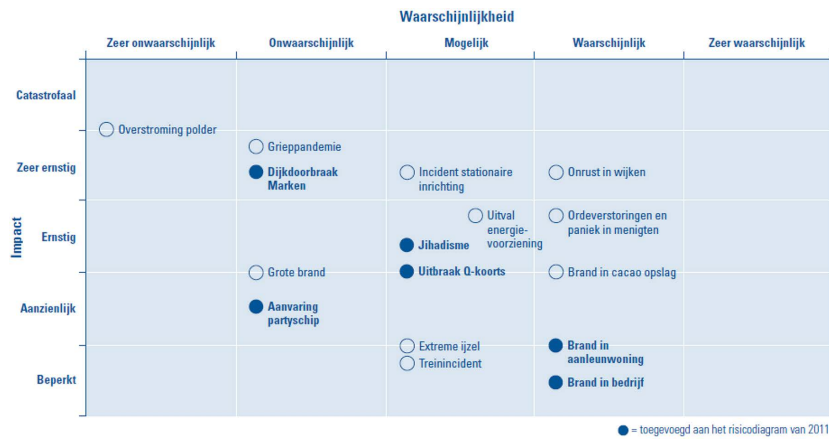 Waarschijnlijkheid
Zeer onwaarschijnlijk
Onwaarschijnlijk
Mogelijk
Waarschijnlijk
Zeer waarschijnlijk
Impact
Catastrofaal
Overstroming polder
Grieppandemie
Zeer ernstig
Dijkdoorbraak
Marken
Incident stationaire
inrichting
Onrust in wijken
Ernstig
Uitval
energie-
voorziening
Ordeverstoringen en
paniek in menigten
Jihadisme
Grote brand
Uitbraak Q-koorts
Brand in cacao opslag
Aanzienlijk
Aanvaring
partyschip
Extreme ijzel
Brand in
aanleunwoning
Treinincident
Beperkt
Brand in bedrijf
= toegevoegd aan het risicodiagram van 2011